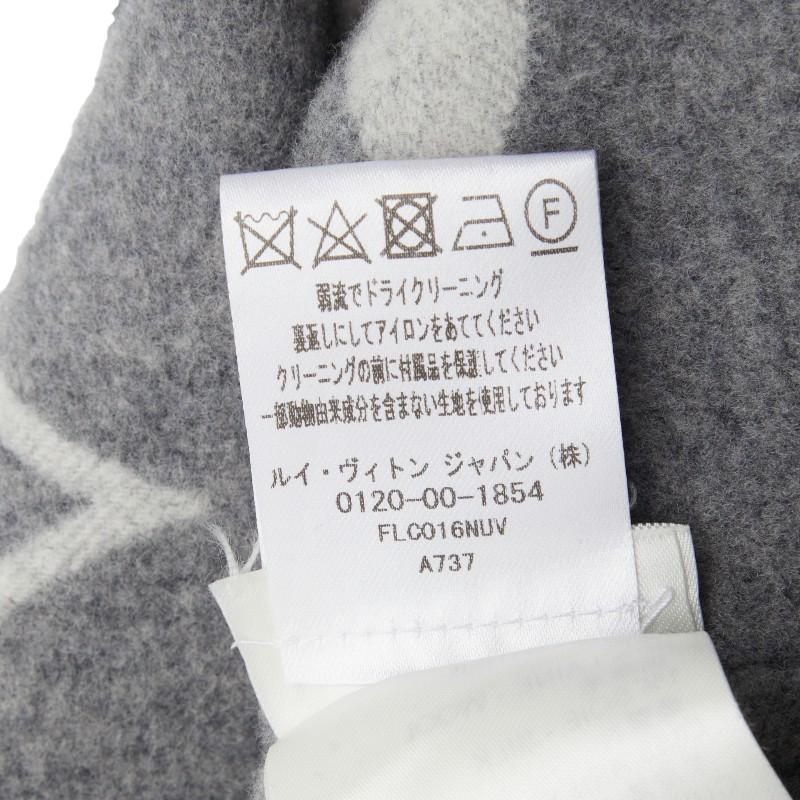 F
弱流でドライクリーニング
裏返しにしてアイロンをあててください
クリーニングの前に付属品を保護してください
一部動物由来成分を含まない生地を使用しております
ルイ・ヴィトン ジャパン（株）
0120-00-1854
FLCO16NUV
A737